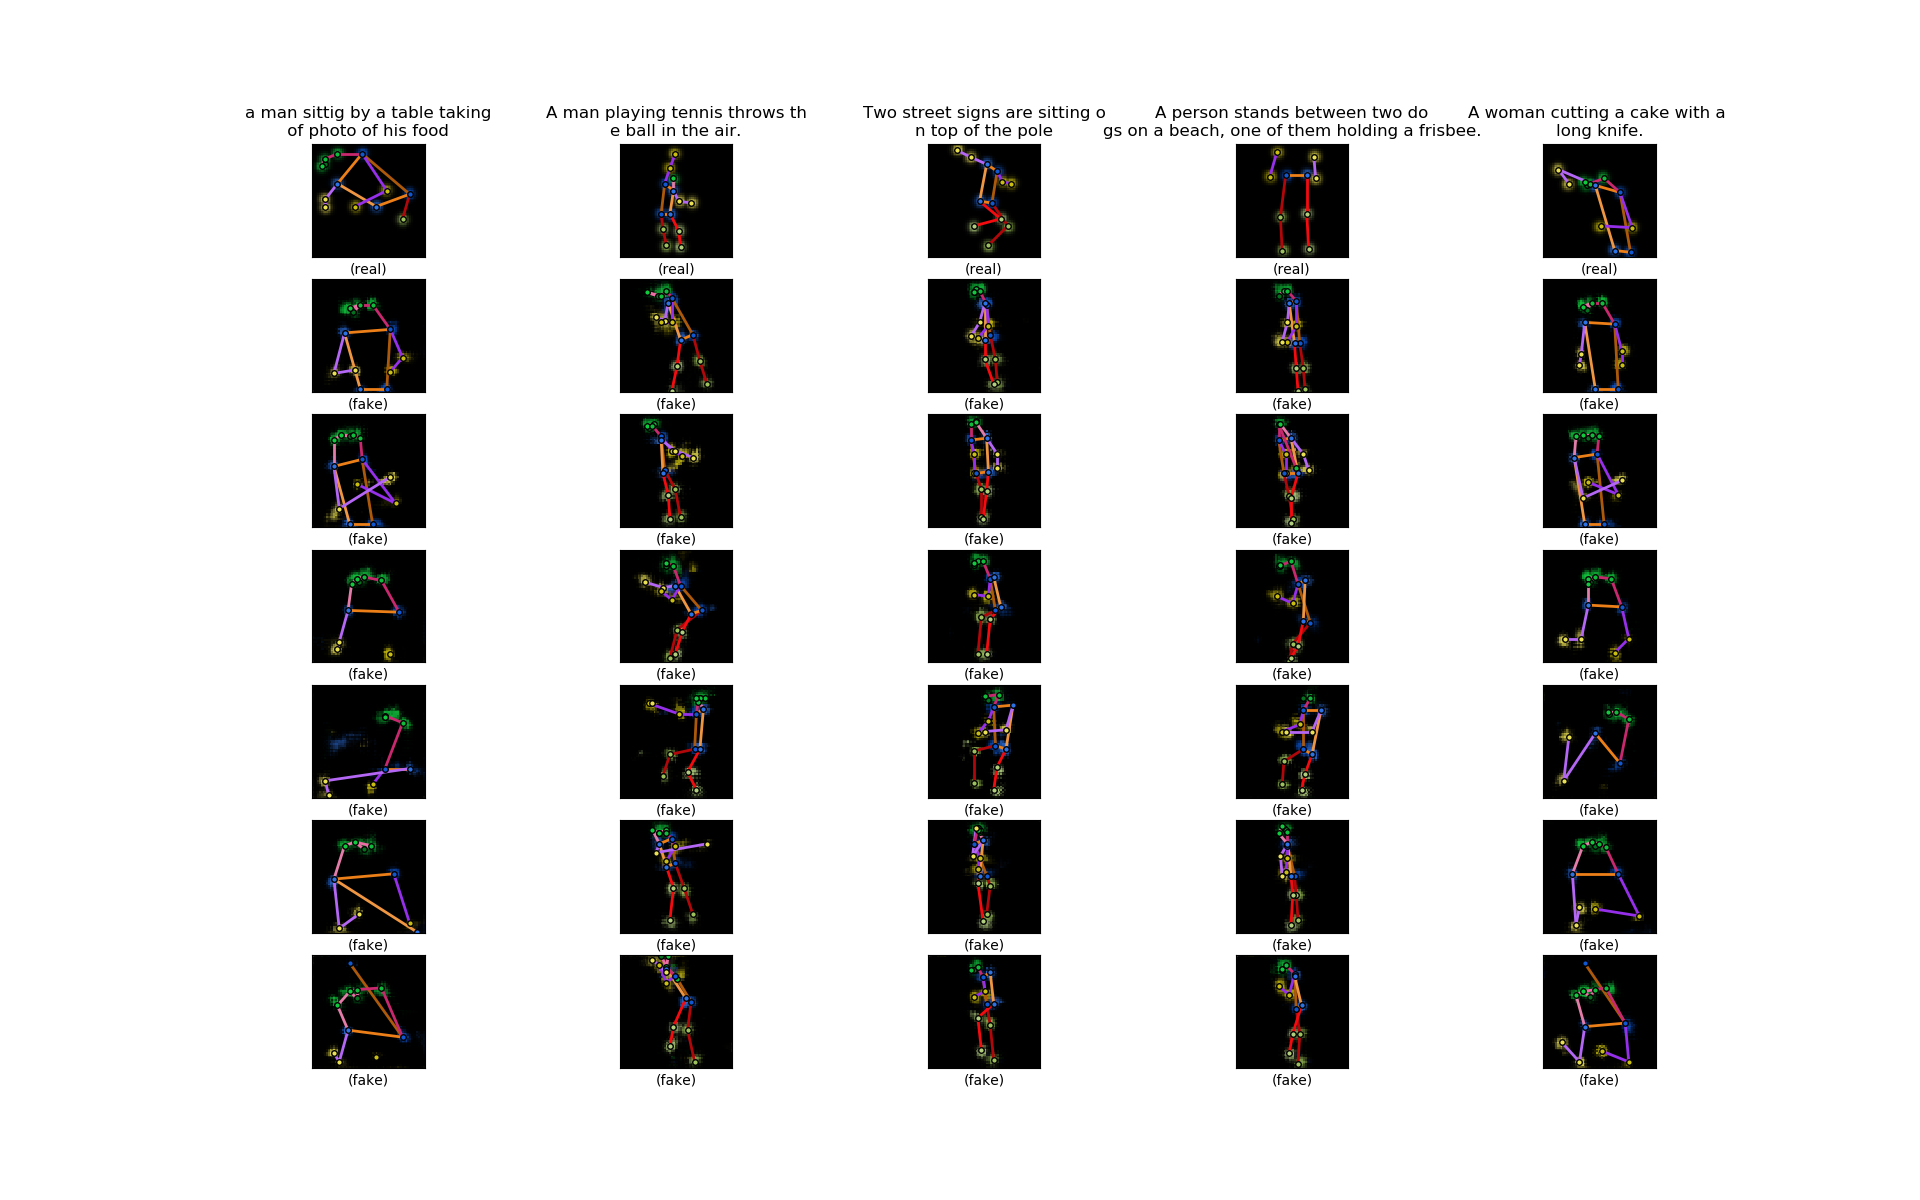 a man sittig by a table taking
of photo of his food
A man playing tennis throws th
e ball in the air.
Two street signs are sitting o
n top of the pole
A person stands between two do
gs on a beach, one of them holding a frisbee.
A woman cutting a cake with a
long knife.
(real) (real) (real) (real) (real)
(fake) (fake) (fake) (fake) (fake)
(fake) (fake) (fake) (fake) (fake)
(fake) (fake) (fake) (fake) (fake)
(fake) (fake) (fake) (fake) (fake)
(fake) (fake) (fake) (fake) (fake)
(fake) (fake) (fake) (fake) (fake)